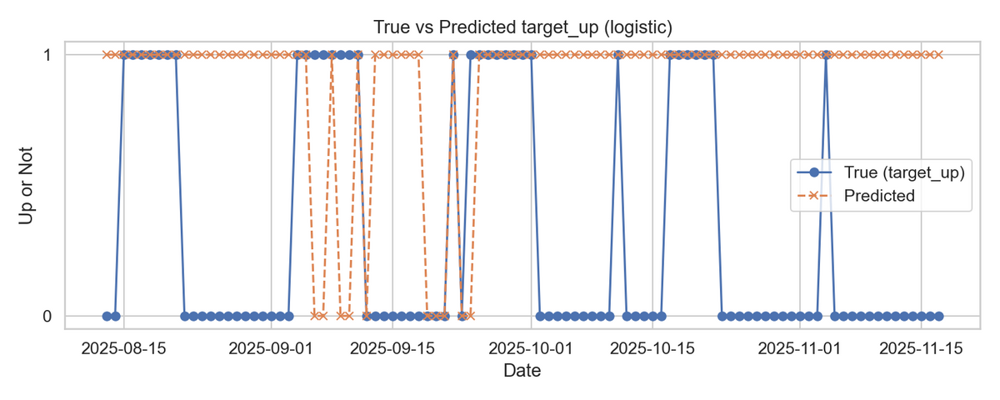 True vs Predicted target_up (logistic)
1
0
Up or Not
True (target_up)
Predicted
2025-08-15 2025-09-01 2025-09-15 2025-10-01 2025-10-15 2025-11-01 2025-11-15
Date